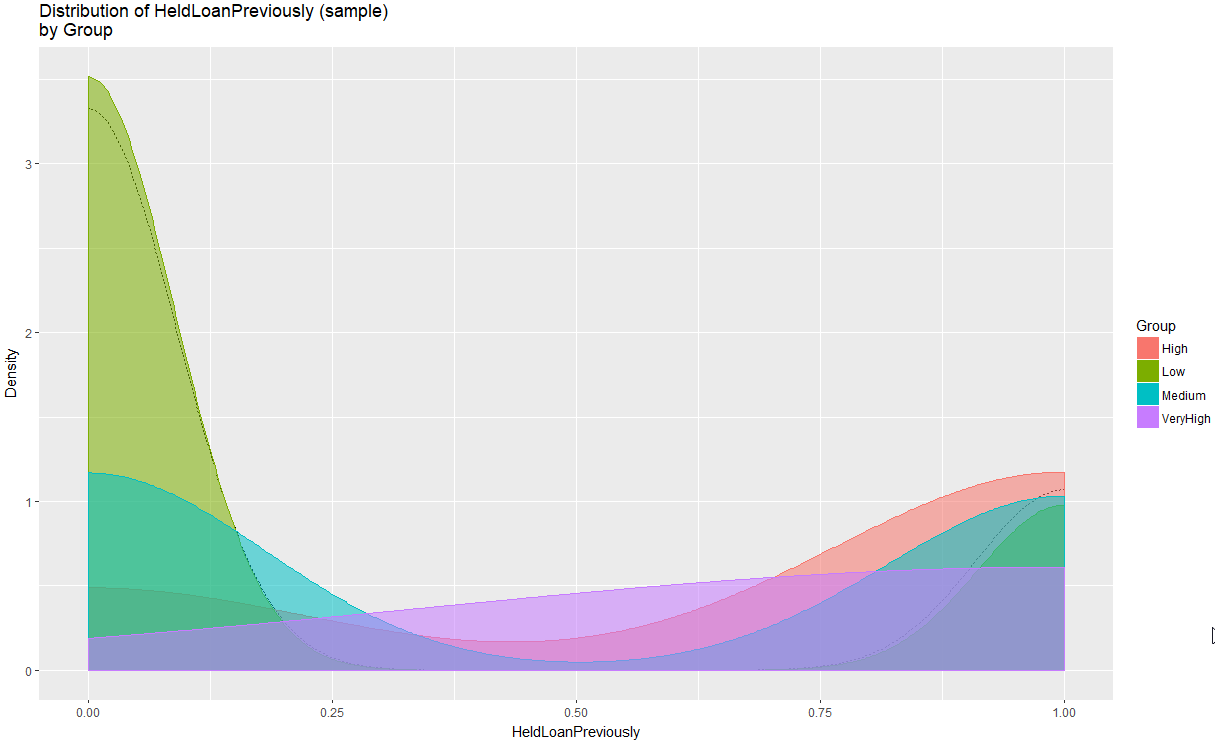 Distribution of HeldLoanPreviously (sample)
by Group
3
2
1
0
Density
0.00
0.25
0.50
0.75
1.00
HeldLoanPreviously
Group
High
Low
Medium
VeryHigh